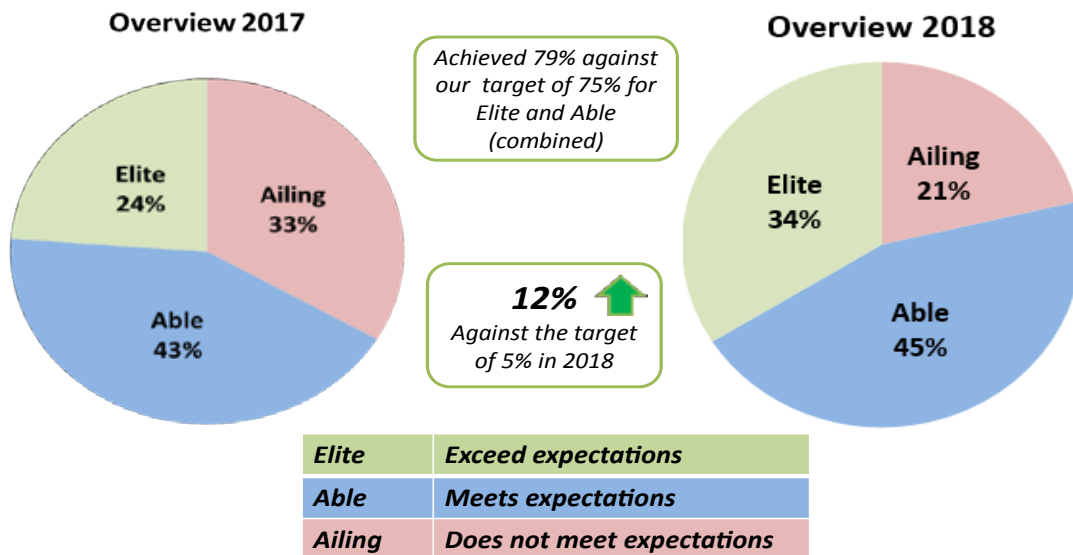 Overview 2017
Elite
24%
Ailing
33%
Able
43%
Achieved 79% against
our target of 75% for
Elite and Able
(combined)
12%
Against the target
of 5% in 2018
Overview 2018
Elite
34%
Ailing
21%
Able
45%
Elite Exceed expectations
Able Meets expectations
Ailing Does not meet expectations